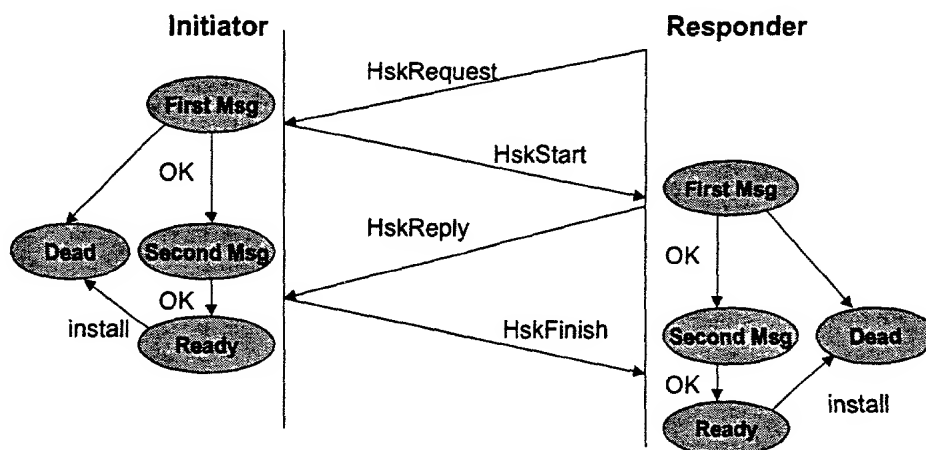 Initiator
Responder
HskRequest
First Msg
OK
HskStart
First Msg
HskReply
Dead
Second Msg
OK
OK
install
Ready
HskFinish
Second Msg
Dead
OK
install
Ready